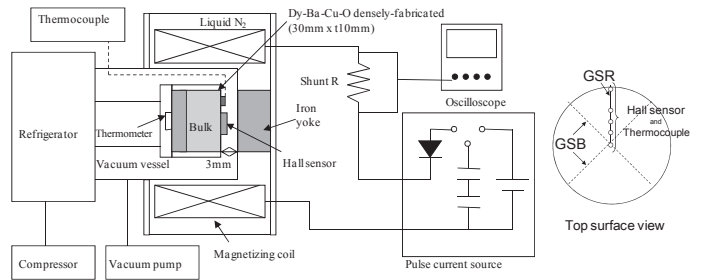 Thermocouple
Liquid N2
Dy-Ba-Cu-O densely-fabricated
(30mm x t10mm)
Shunt R
Oscilloscope
Refrigerator
Thermometer
Bulk
Iron
yoke
Vacuum vessel
3mm
Hall sensor
Magnetizing coil
Compressor
Vacuum pump
Pulse current source
GSR
Hall sensor
and
Thermocouple
GSB
Top surface view